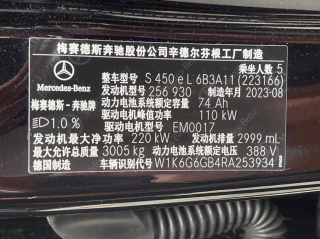 梅赛德斯奔驰股份公司辛德尔芬根工厂制造
乘坐人数 5
整车型号 S 450 e L 6B3A11 (223166)
发动机型号 256 930 制造年月 2023-08
梅赛德斯-奔驰牌 动力电池系统额定容量 74 Ah
1.0 % 驱动电机峰值功率 110 kW
驱动电机型号 EM0017
发动机最大净功率 220 kW 发动机排量 2999 mL
最大总质量 3005 kg 动力电池系统额定电压 388 V
德国制造 车辆识别代号 W1K6G6GB4RA253934
Mercedes-Benz